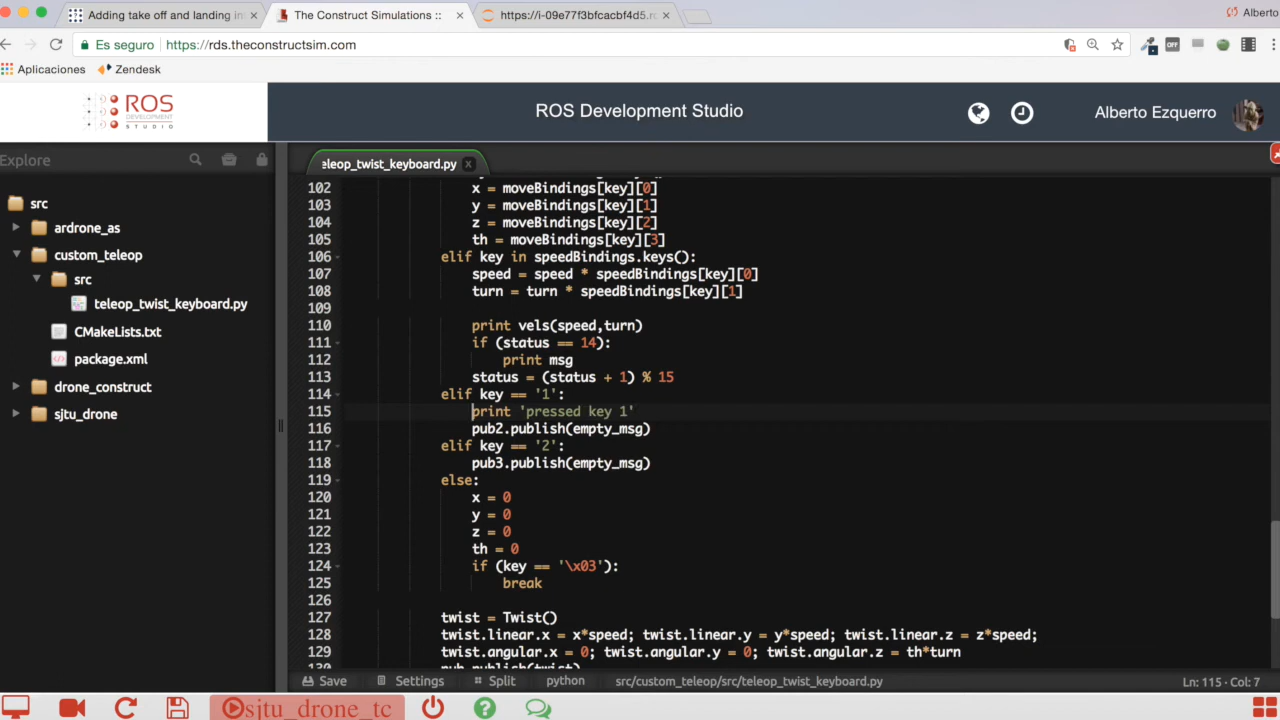 Adding take off and landing in
The Construct Simulations ::
https://i-09e77f3bfcacbf4d5.r
Alberto
Es seguro
https://rds.theconstructsim.com
Aplicaciones
Zendesk
ROS
DEVELOPMENT
STUDIO
ROS Development Studio
Alberto Ezquerro
Explore
eleop_twist_keyboard.py
src
ardrone_as
custom_teleop
src
teleop_twist_keyboard.py
CMakeLists.txt
package.xml
drone_construct
sjtu_drone
102 x = moveBindings[key][0]
103 y = moveBindings[key][1]
104 z = moveBindings[key][2]
105 th = moveBindings[key][3]
106 elif key in speedBindings.keys():
107 speed = speed * speedBindings[key][0]
108 turn = turn * speedBindings[key][1]
109
110 print vels(speed,turn)
111 if (status == 14):
112 print msg
113 status = (status + 1) % 15
114 elif key == '1':
115 print 'pressed key 1'
116 pub2.publish(empty_msg)
117 elif key == '2':
118 pub3.publish(empty_msg)
119 else:
120 x = 0
121 y = 0
122 z = 0
123 th = 0
124 if (key == '\x03'):
125 break
126
127 twist = Twist()
128 twist.linear.x = x*speed; twist.linear.y = y*speed; twist.linear.z = z*speed;
129 twist.angular.x = 0; twist.angular.y = 0; twist.angular.z = th*turn
130 pub.publish(twist)
Save
Settings
Split
python
src/custom_teleop/src/teleop_twist_keyboard.py
Ln: 115 - Col: 7
sjtu_drone_tc